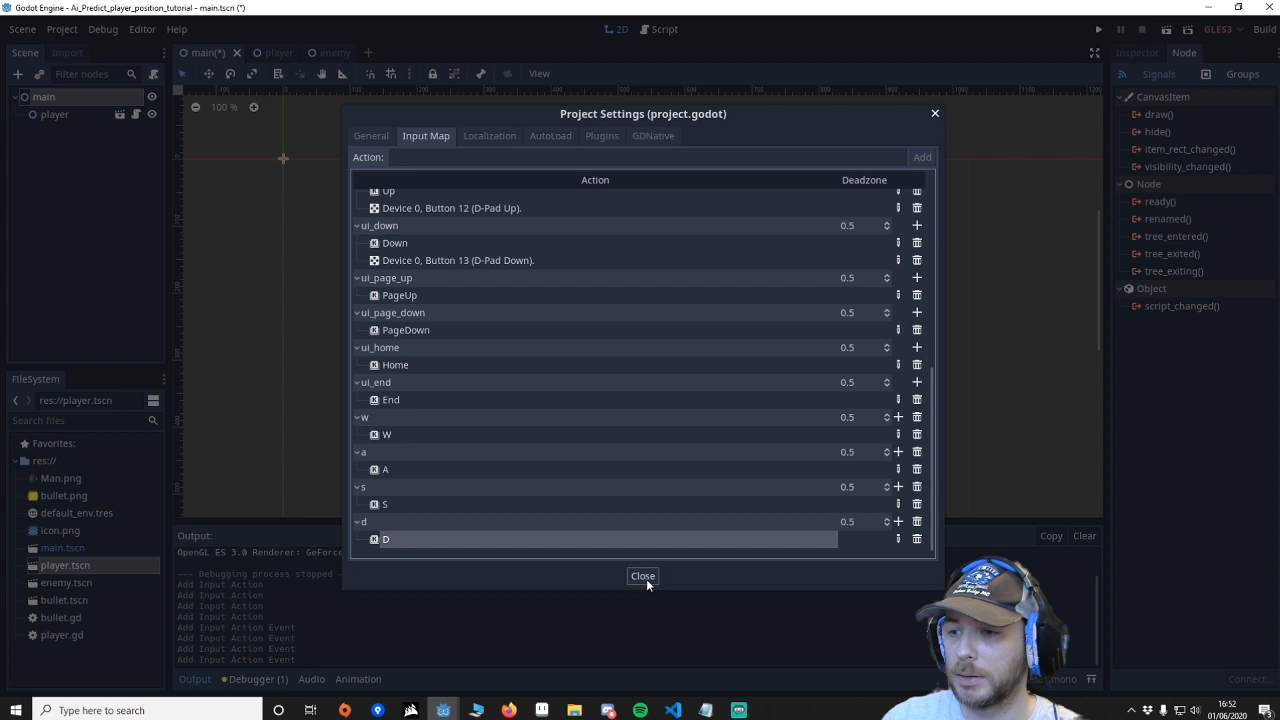 Godot Engine - Ai_Predict_player_position_tutorial - main.tscn (*)
Scene Project Debug Editor Help
2D Script
GLES3 Build
Scene Import
main(*) player enemy
Inspector Node
Filter nodes
View
Signals Groups
main
player
100 %
CanvasItem
draw()
hide()
item_rect_changed()
visibility_changed()
Node
ready()
renamed()
tree_entered()
tree_exited()
tree_exiting()
Object
script_changed()
Project Settings (project.godot)
General Input Map Localization AutoLoad Plugins GDNative
Action: Add
Action Deadzone
Up
Device 0, Button 12 (D-Pad Up).
ui_down 0.5
Down
Device 0, Button 13 (D-Pad Down).
ui_page_up 0.5
PageUp
ui_page_down 0.5
PageDown
ui_home 0.5
Home
ui_end 0.5
End
w 0.5
W
a 0.5
A
s 0.5
S
d 0.5
D
Close
FileSystem
res://player.tscn
Search files
Favorites:
res://
Man.png
bullet.png
default_env.tres
icon.png
main.tscn
player.tscn
enemy.tscn
bullet.tscn
bullet.gd
player.gd
Output: Copy Clear
OpenGL ES 3.0 Renderer: GeForce
--- Debugging process stopped
Add Input Action
Add Input Action
Add Input Action
Add Input Action
Add Input Action Event
Add Input Action Event
Add Input Action Event
Add Input Action Event
Output Debugger (1) Audio Animation
Connect...
Type here to search
16:52
01/06/2020